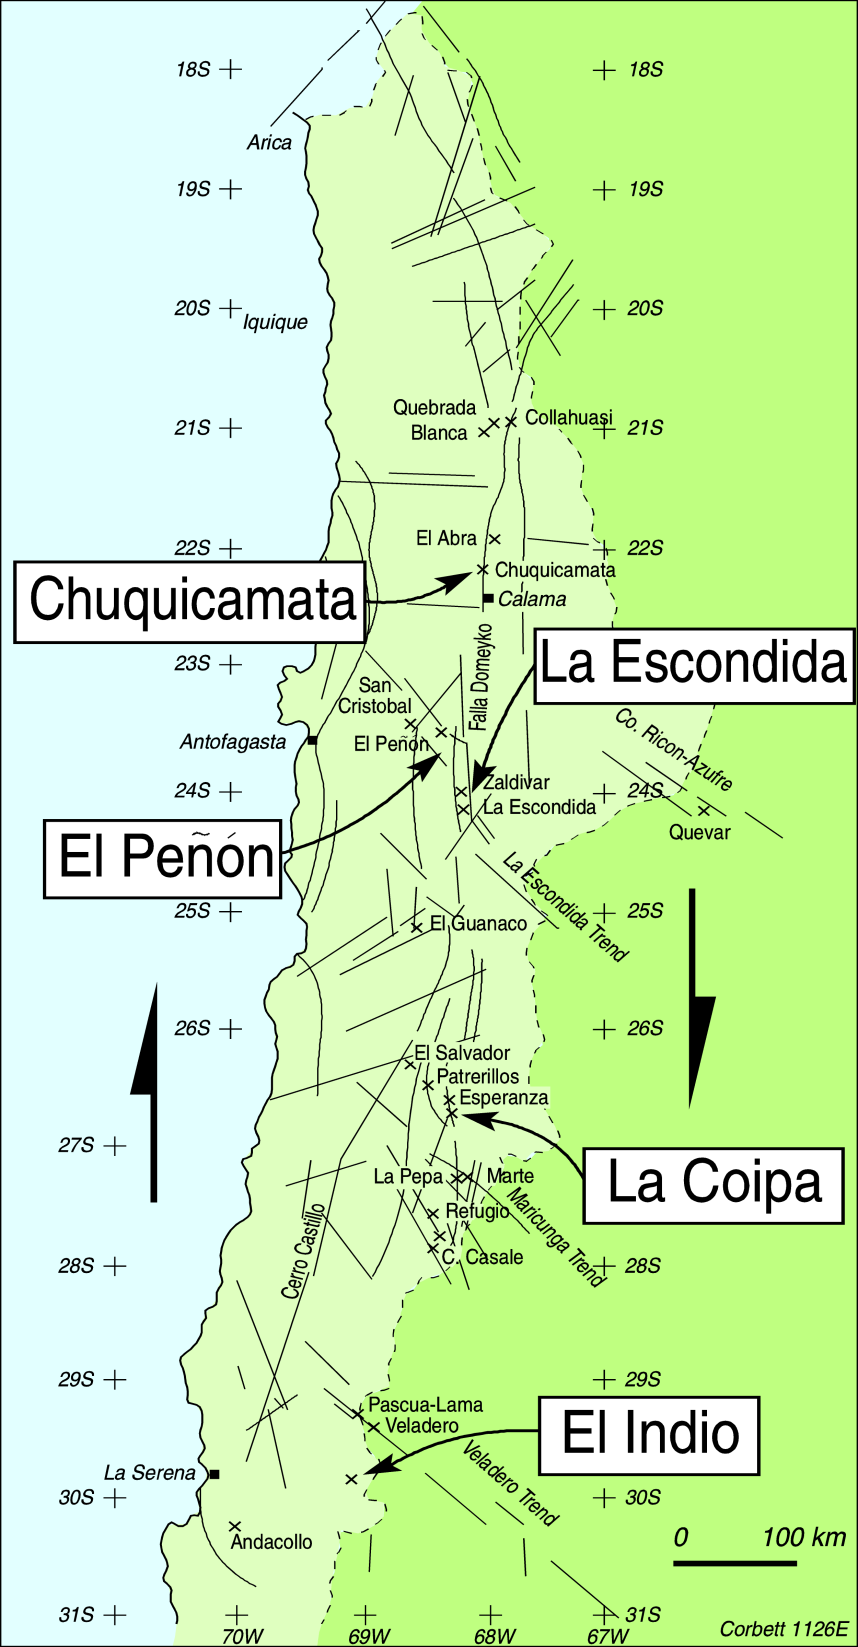 18S
18S
Arica
19S
19S
20S
20S
Iquique
Quebrada
Blanca
Collahuasi
21S
21S
El Abra
22S
22S
Chuquicamata
Chuquicamata
Calama
La Escondida
Falla Domeyko
23S
San
Cristobal
Co. Ricon-Azufre
Antofagasta
El Peñón
24S
24S
Zaldivar
La Escondida
Quevar
El Peñón
La Escondida Trend
25S
25S
El Guanaco
26S
26S
El Salvador
Patrerillos
Esperanza
27S
La Coipa
La Pepa
Marte
Refugio
Maricunga Trend
Cerro Castillo
C. Casale
28S
28S
29S
29S
Pascua-Lama
Veladero
El Indio
Veladero Trend
La Serena
30S
30S
Andacollo
0 100 km
31S
31S
70W 69W 68W 67W
Corbett 1126E